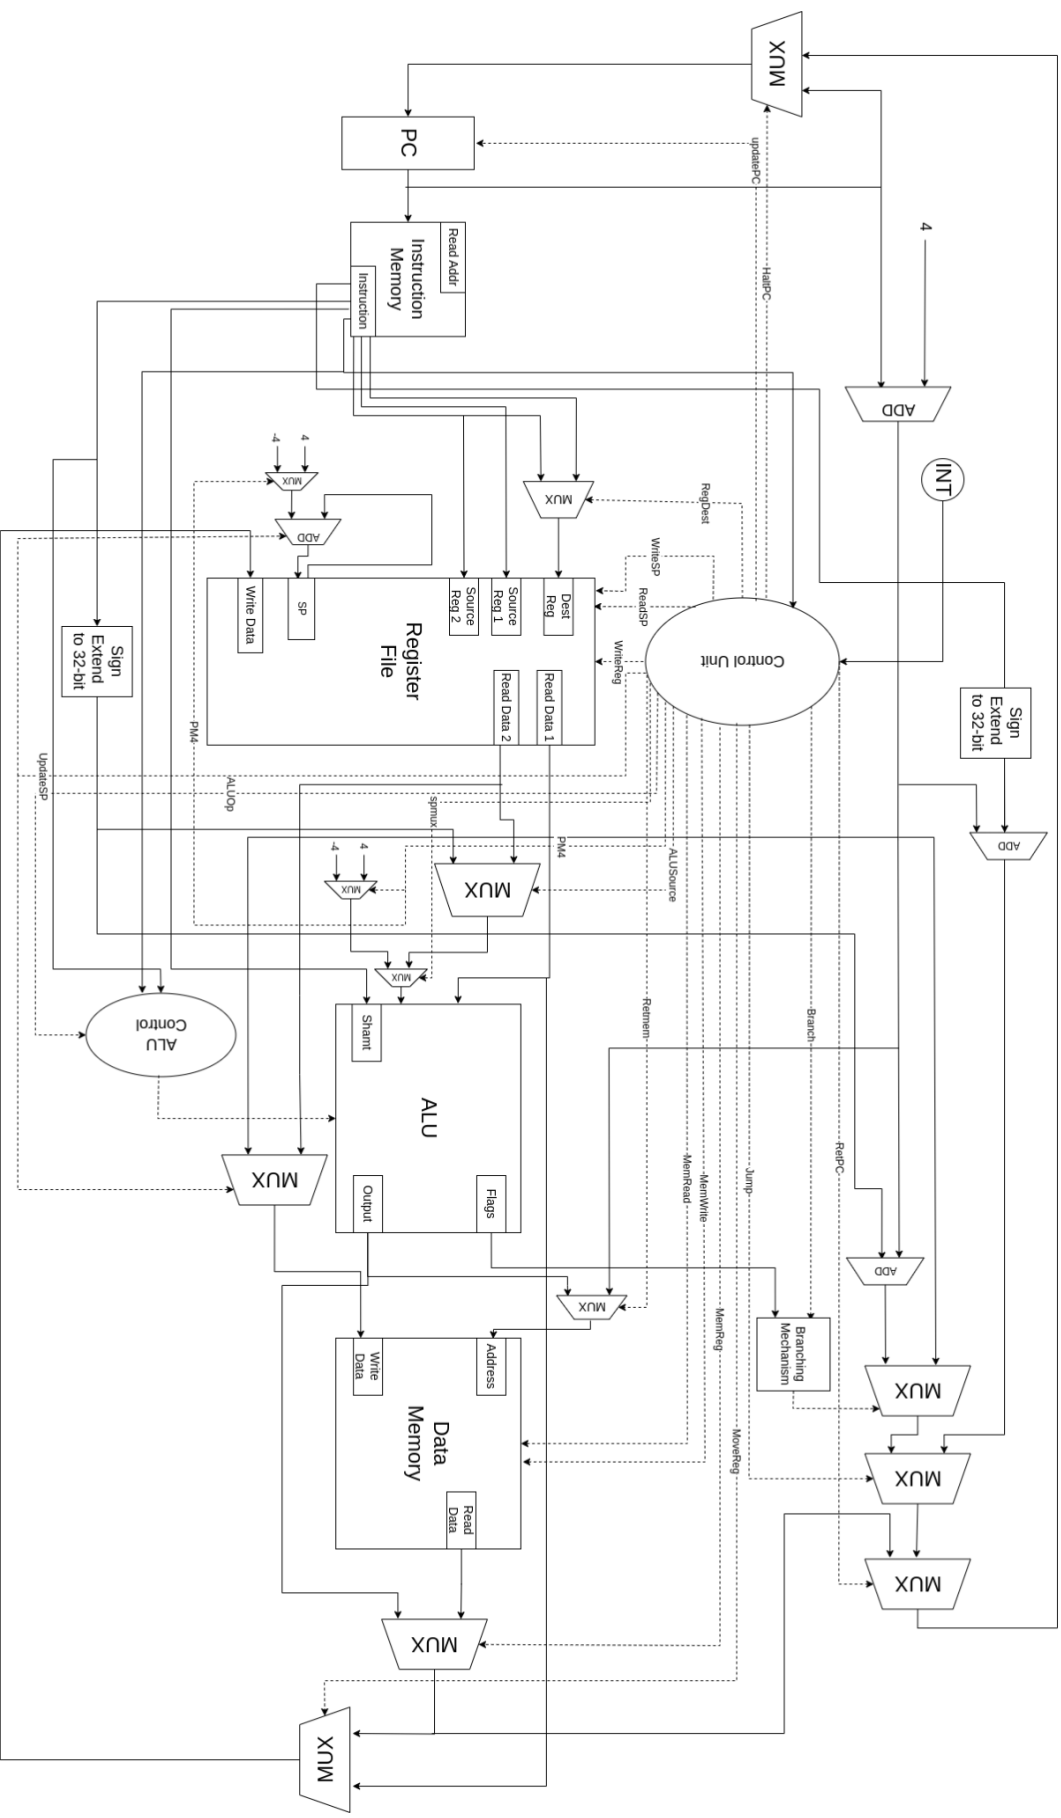 MUX
PC
updatePC
HaltPC
4
Read Addr
Instruction
Memory
Instruction
ADD
INT
4
-4
MUX
ADD
MUX
RegDest
WriteSP
ReadSP
WriteReg
Control Unit
Dest
Reg
Source
Reg 1
Source
Reg 2
SP
Write Data
Register
File
Read Data 1
Read Data 2
Sign
Extend
to 32-bit
Sign
Extend
to 32-bit
PM4
UpdateSP
ALUOp
spmux
PM4
ALUSource
ADD
4
-4
MUX
MUX
MUX
Shamt
ALU
Output
Flags
ALU
Control
MUX
Retmem
Branch
RetPC
MemRead
MemWrite
Jump
MemReg
MoveReg
ADD
MUX
Branching
Mechanism
MUX
MUX
MUX
Address
Write
Data
Data
Memory
Read
Data
MUX
MUX